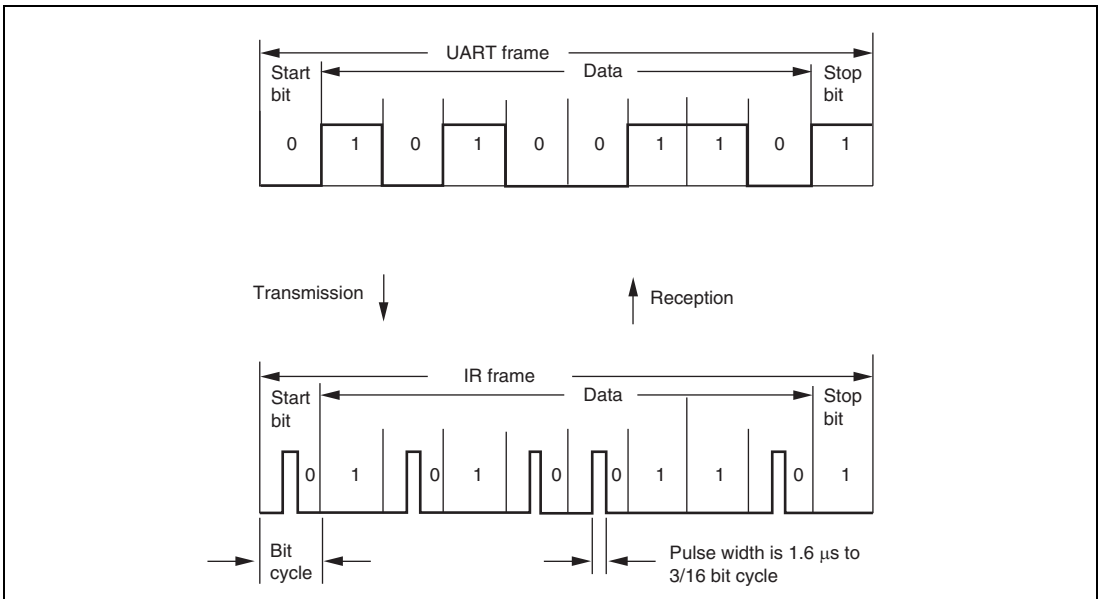 UART frame
Start
bit
Data
Stop
bit
0 1 0 1 0 0 1 1 0 1
Transmission
Reception
IR frame
Start
bit
Data
Stop
bit
0 1 0 1 0 0 1 1 0 1
Bit
cycle
Pulse width is 1.6 μs to
3/16 bit cycle